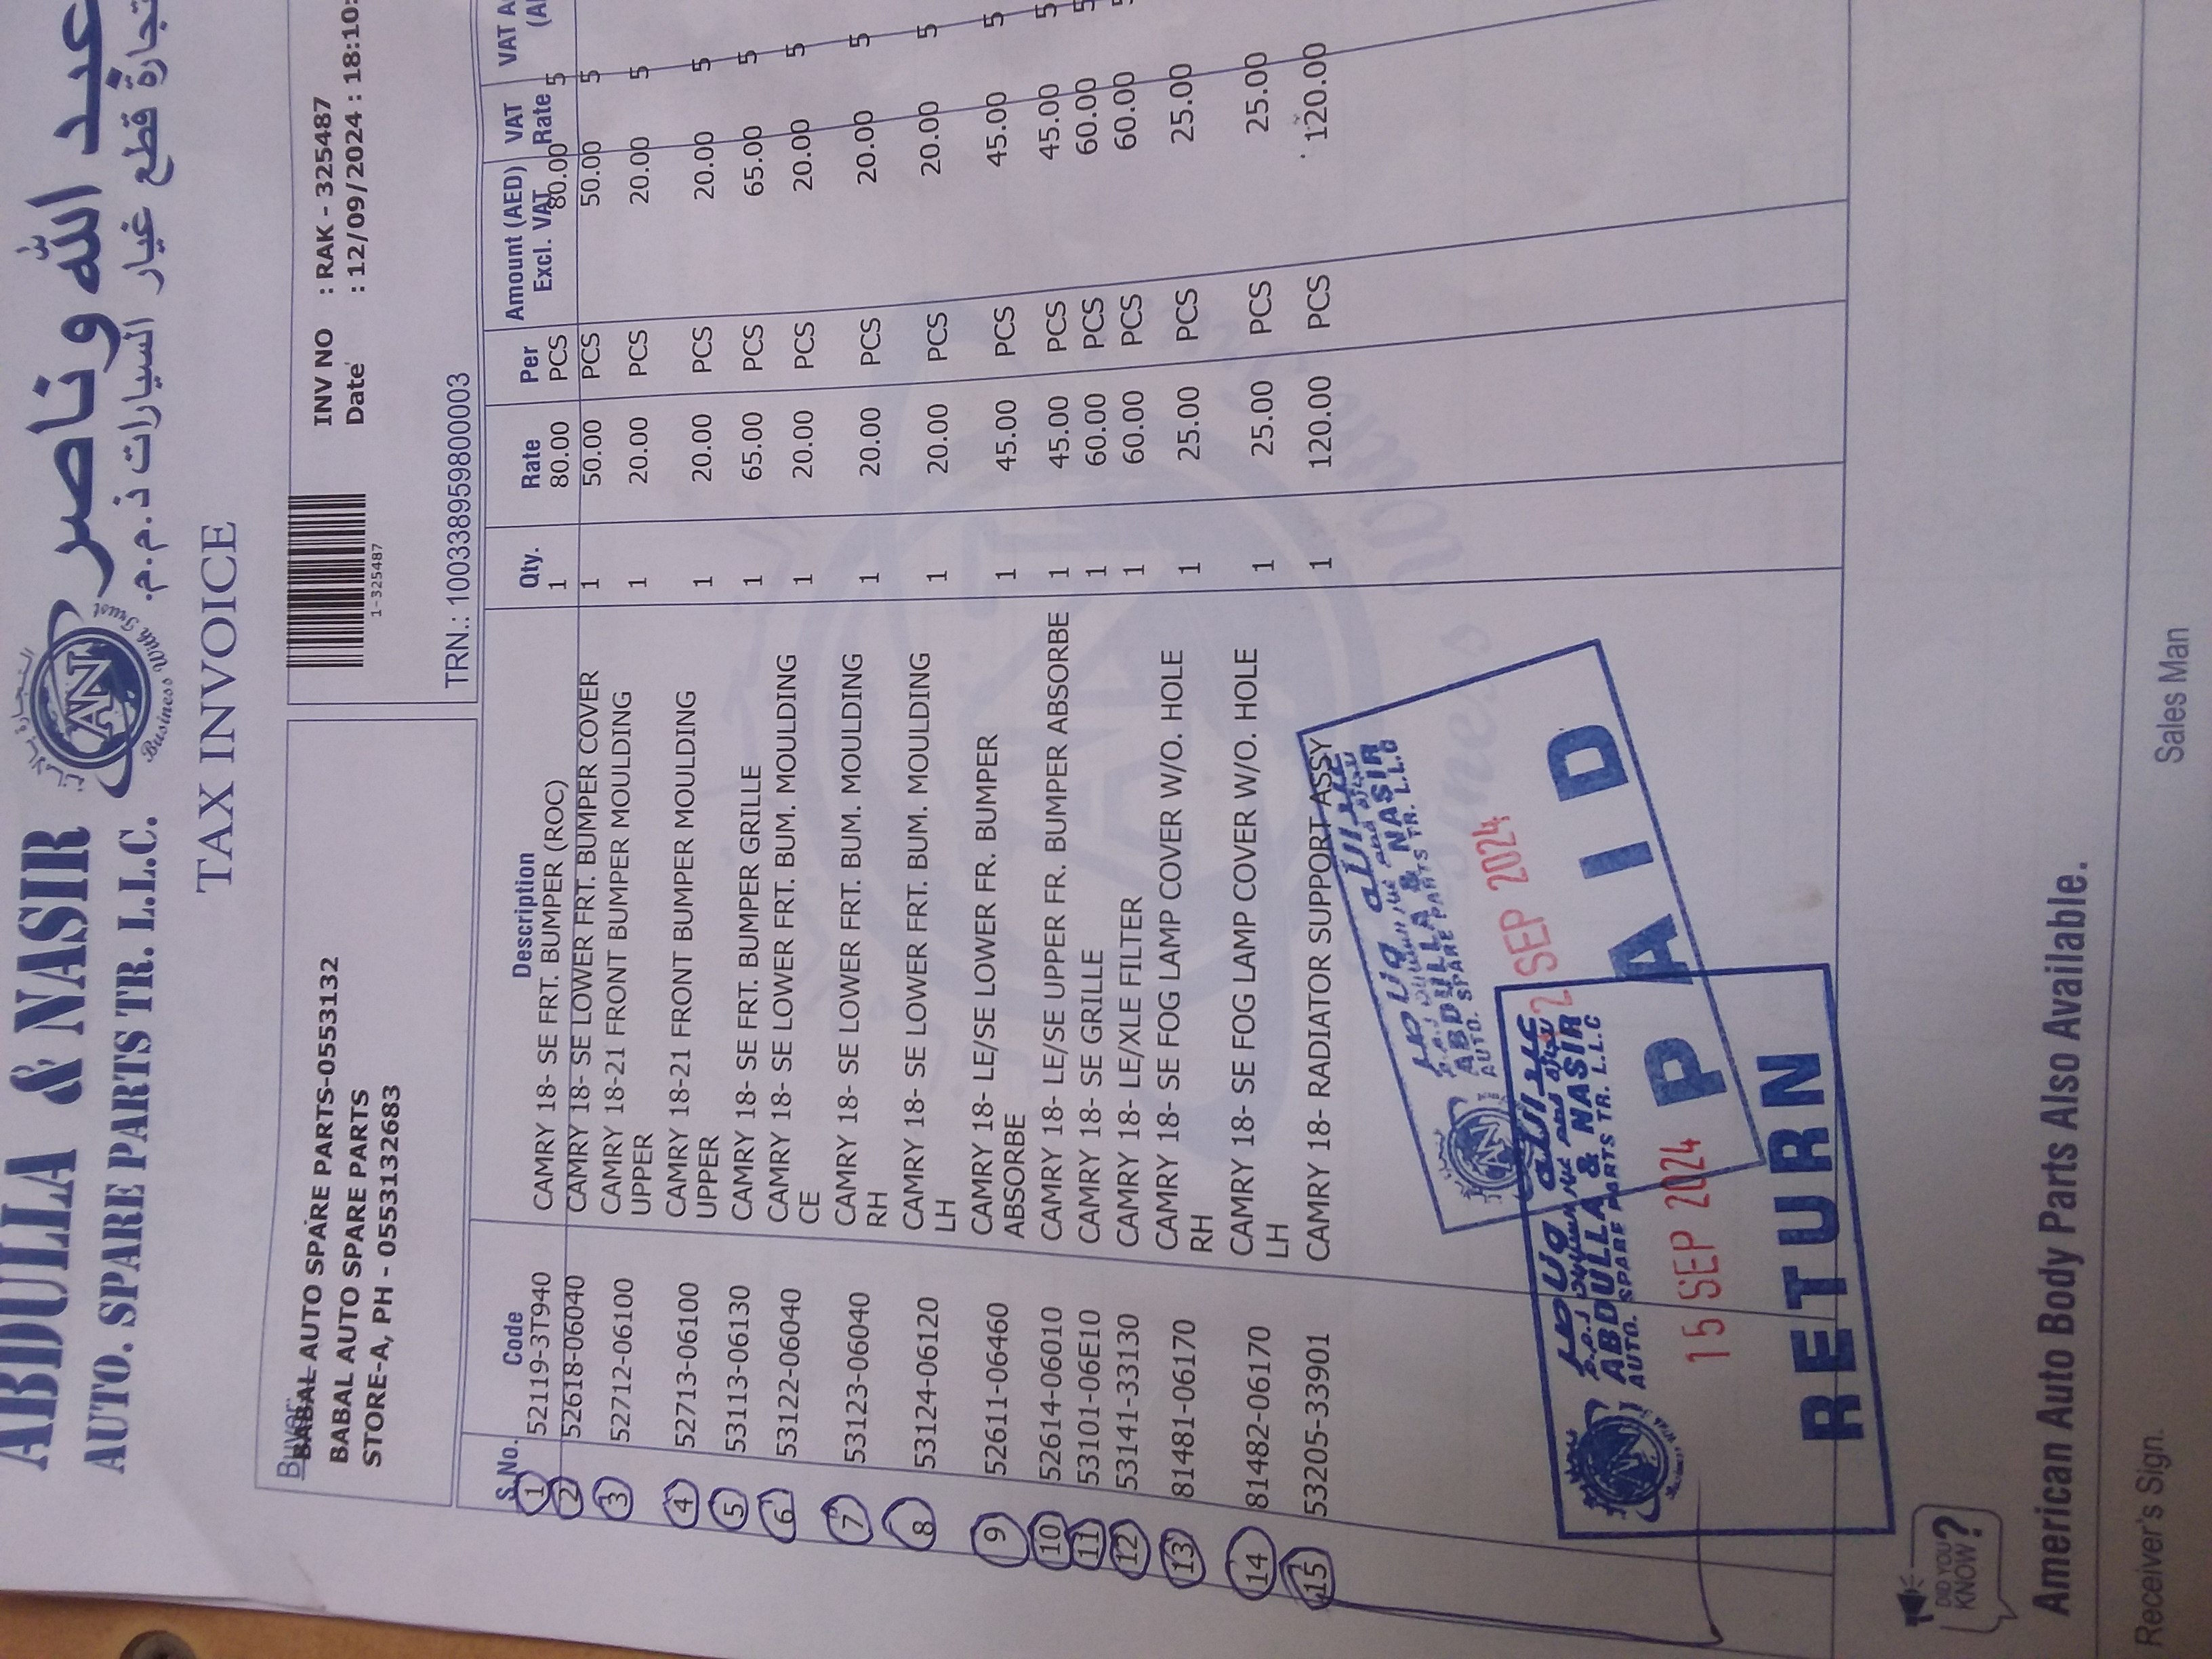 عبد الله وناصر
تجارة قطع غيار السيارات ذ.م.م.
ABDULLA & NASIR
AUTO. SPARE PARTS TR. L.L.C.
AN
Business With Trust
TAX INVOICE
Buyer
BABAL AUTO SPARE PARTS-0553132
BABAL AUTO SPARE PARTS
STORE-A, PH - 0553132683
1-325487
INV NO : RAK - 325487
Date : 12/09/2024 : 18:10:
TRN.: 100338959800003
S.No. Code Description Qty. Rate Per Amount (AED) Excl. VAT VAT Rate VAT
1 52119-3T940 CAMRY 18- SE FRT. BUMPER (ROC) 1 80.00 PCS 80.00 5
2 52618-06040 CAMRY 18- SE LOWER FRT. BUMPER COVER 1 50.00 PCS 50.00 5
3 52712-06100 CAMRY 18-21 FRONT BUMPER MOULDING 1 20.00 PCS 20.00 5
UPPER
4 52713-06100 CAMRY 18-21 FRONT BUMPER MOULDING 1 20.00 PCS 20.00 5
UPPER
5 53113-06130 CAMRY 18- SE FRT. BUMPER GRILLE 1 65.00 PCS 65.00 5
6 53122-06040 CAMRY 18- SE LOWER FRT. BUM. MOULDING 1 20.00 PCS 20.00 5
CE
7 53123-06040 CAMRY 18- SE LOWER FRT. BUM. MOULDING 1 20.00 PCS 20.00 5
RH
8 53124-06120 CAMRY 18- SE LOWER FRT. BUM. MOULDING 1 20.00 PCS 20.00 5
LH
9 52611-06460 CAMRY 18- LE/SE LOWER FR. BUMPER 1 45.00 PCS 45.00 5
ABSORBE
10 52614-06010 CAMRY 18- LE/SE UPPER FR. BUMPER ABSORBE 1 45.00 PCS 45.00 5
11 53101-06E10 CAMRY 18- SE GRILLE 1 60.00 PCS 60.00 5
12 53141-33130 CAMRY 18- LE/XLE FILTER 1 60.00 PCS 60.00 5
13 81481-06170 CAMRY 18- SE FOG LAMP COVER W/O. HOLE 1 25.00 PCS 25.00
RH
14 81482-06170 CAMRY 18- SE FOG LAMP COVER W/O. HOLE 1 25.00 PCS 25.00
LH
15 53205-33901 CAMRY 18- RADIATOR SUPPORT ASSY 1 120.00 PCS 120.00
ABDULLA & NASIR
AUTO. SPARE PARTS TR. L.L.C
2 SEP 2024
PAID
ABDULLA & NASIR
AUTO. SPARE PARTS TR. L.L.C
15 SEP 2024
RETURN
DID YOU KNOW?
American Auto Body Parts Also Available.
Receiver's Sign.
Sales Man